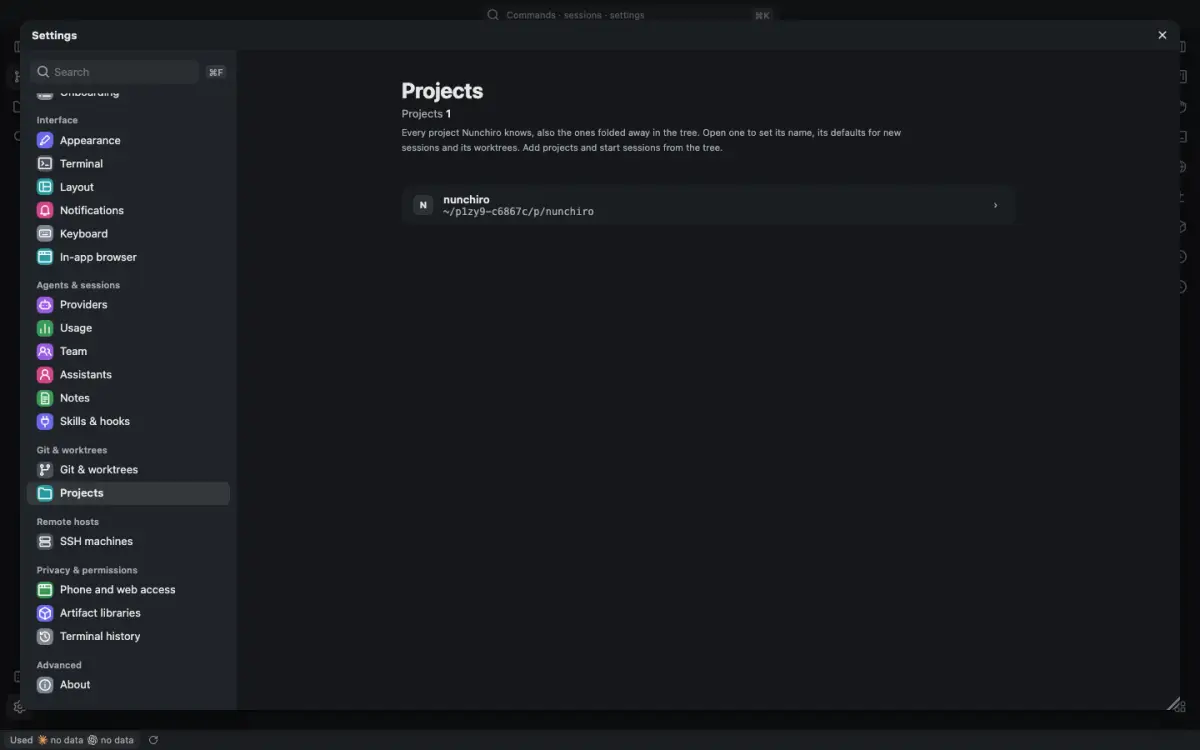 Commands · sessions · settings
⌘K
Settings
Search
⌘F
Onboarding
Interface
Appearance
Terminal
Layout
Notifications
Keyboard
In-app browser
Agents & sessions
Providers
Usage
Team
Assistants
Notes
Skills & hooks
Git & worktrees
Git & worktrees
Projects
Remote hosts
SSH machines
Privacy & permissions
Phone and web access
Artifact libraries
Terminal history
Advanced
About
Projects
Projects 1
Every project Nunchiro knows, also the ones folded away in the tree. Open one to set its name, its defaults for new
sessions and its worktrees. Add projects and start sessions from the tree.
N
nunchiro
~/p1zy9-c6867c/p/nunchiro
Used no data no data